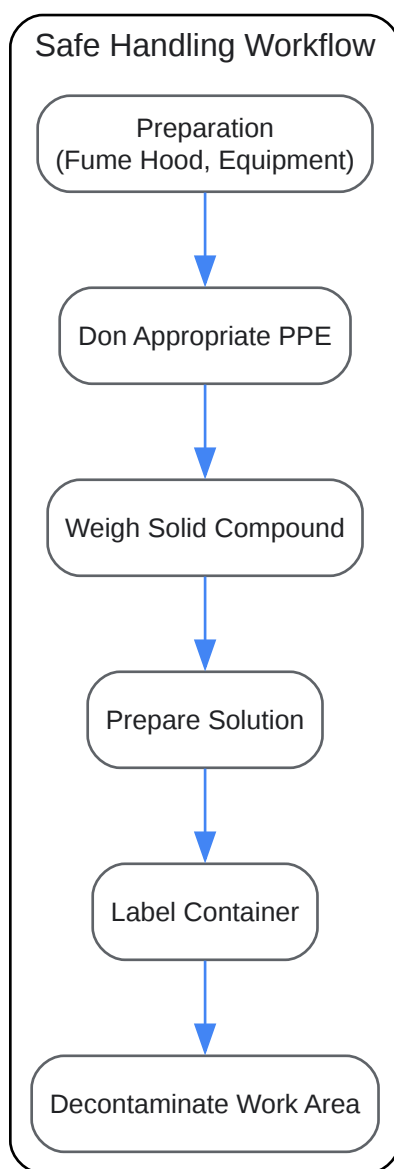 Safe Handling Workflow
Preparation
(Fume Hood, Equipment)
Don Appropriate PPE
Weigh Solid Compound
Prepare Solution
Label Container
Decontaminate Work Area